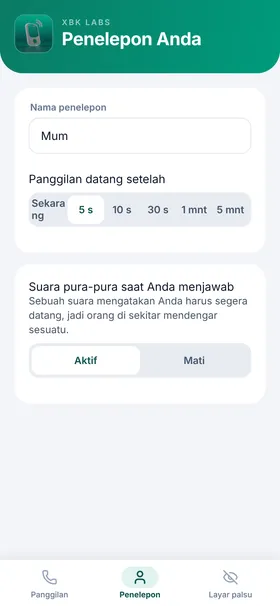 XBK LABS
Penelepon Anda
Nama penelepon
Mum
Panggilan datang setelah
Sekara
ng
5 s
10 s
30 s
1 mnt
5 mnt
Suara pura-pura saat Anda menjawab
Sebuah suara mengatakan Anda harus segera
datang, jadi orang di sekitar mendengar
sesuatu.
Aktif
Mati
Panggilan
Penelepon
Layar palsu